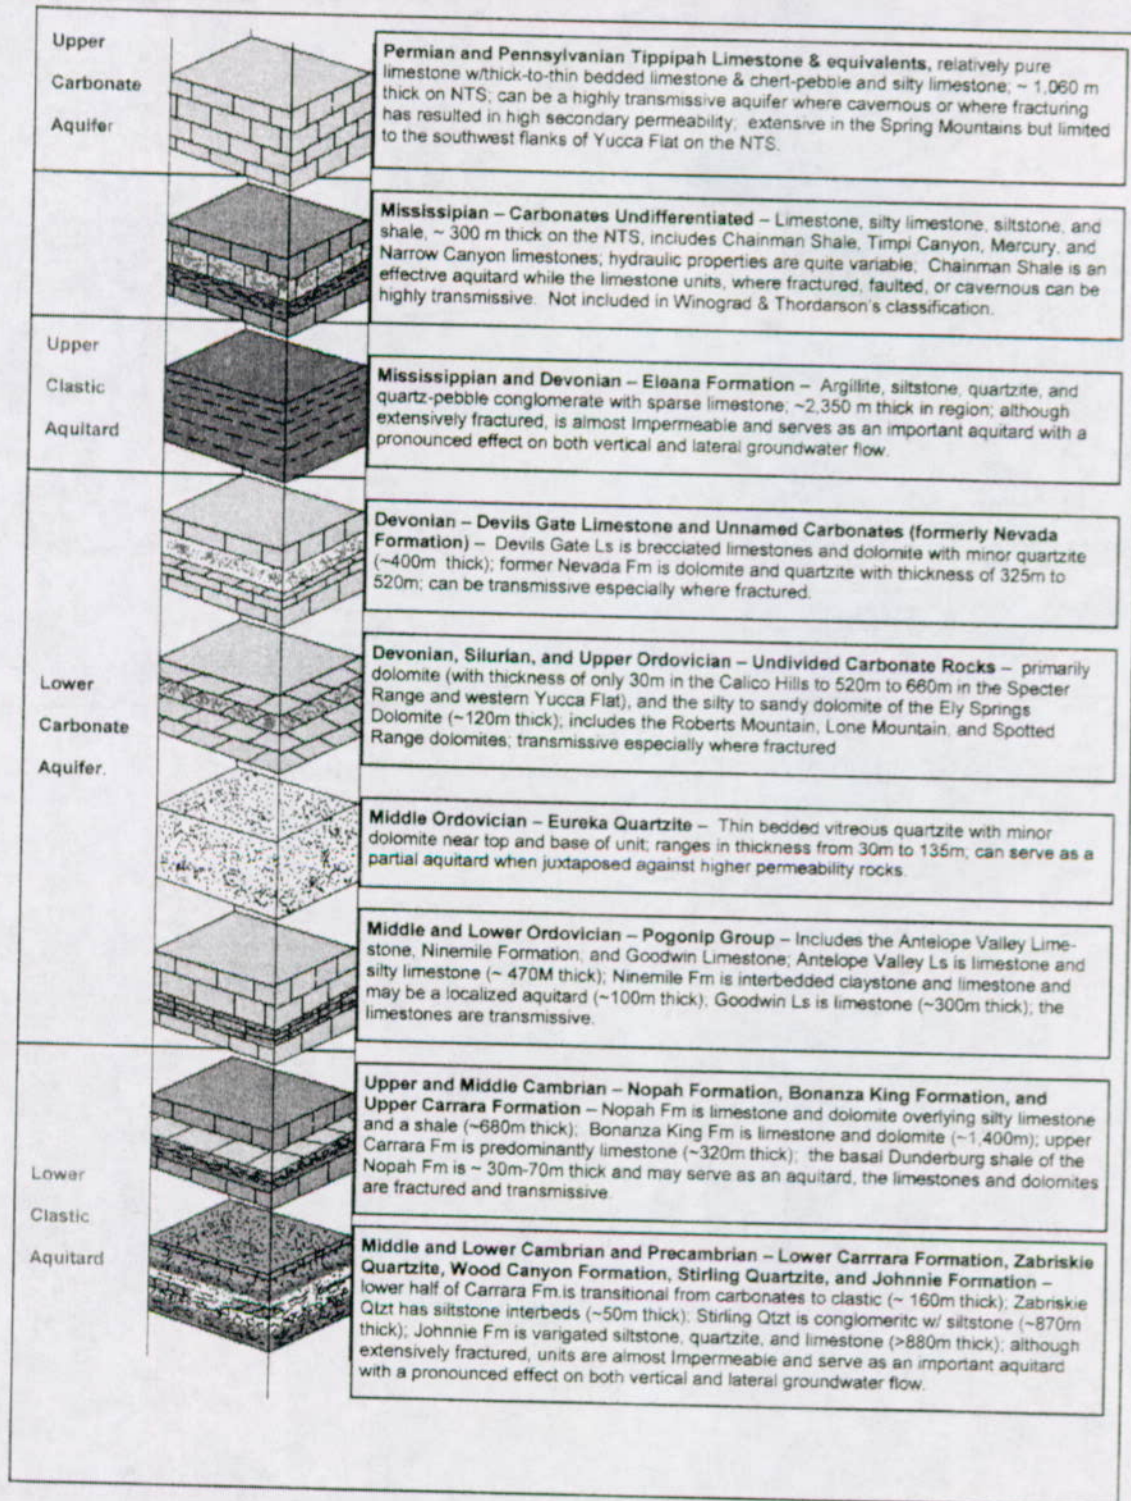 Upper
Carbonate
Aquifer
Permian and Pennsylvanian Tippipah Limestone & equivalents, relatively pure
limestone w/thick-to-thin bedded limestone & chert-pebble and silty limestone; ~ 1,060 m
thick on NTS; can be a highly transmissive aquifer where cavernous or where fracturing
has resulted in high secondary permeability; extensive in the Spring Mountains but limited
to the southwest flanks of Yucca Flat on the NTS.
Mississipian – Carbonates Undifferentiated – Limestone, silty limestone, siltstone, and
shale, ~ 300 m thick on the NTS, includes Chainman Shale, Timpi Canyon, Mercury, and
Narrow Canyon limestones; hydraulic properties are quite variable; Chainman Shale is an
effective aquitard while the limestone units, where fractured, faulted, or cavernous can be
highly transmissive. Not included in Winograd & Thordarson's classification.
Upper
Clastic
Aquitard
Mississippian and Devonian – Eleana Formation – Argillite, siltstone, quartzite, and
quartz-pebble conglomerate with sparse limestone; ~2,350 m thick in region; although
extensively fractured, is almost Impermeable and serves as an important aquitard with a
pronounced effect on both vertical and lateral groundwater flow.
Lower
Carbonate
Aquifer.
Devonian – Devils Gate Limestone and Unnamed Carbonates (formerly Nevada
Formation) – Devils Gate Ls is brecciated limestones and dolomite with minor quartzite
(~400m thick); former Nevada Fm is dolomite and quartzite with thickness of 325m to
520m; can be transmissive especially where fractured.
Devonian, Silurian, and Upper Ordovician – Undivided Carbonate Rocks – primarily
dolomite (with thickness of only 30m in the Calico Hills to 520m to 660m in the Specter
Range and western Yucca Flat), and the silty to sandy dolomite of the Ely Springs
Dolomite (~120m thick); includes the Roberts Mountain, Lone Mountain, and Spotted
Range dolomites; transmissive especially where fractured
Middle Ordovician – Eureka Quartzite – Thin bedded vitreous quartzite with minor
dolomite near top and base of unit; ranges in thickness from 30m to 135m; can serve as a
partial aquitard when juxtaposed against higher permeability rocks.
Middle and Lower Ordovician – Pogonip Group – Includes the Antelope Valley Lime-
stone, Ninemile Formation, and Goodwin Limestone; Antelope Valley Ls is limestone and
silty limestone (~ 470M thick); Ninemile Fm is interbedded claystone and limestone and
may be a localized aquitard (~100m thick); Goodwin Ls is limestone (~300m thick); the
limestones are transmissive.
Lower
Clastic
Aquitard
Upper and Middle Cambrian – Nopah Formation, Bonanza King Formation, and
Upper Carrara Formation – Nopah Fm is limestone and dolomite overlying silty limestone
and a shale (~680m thick); Bonanza King Fm is limestone and dolomite (~1,400m); upper
Carrara Fm is predominantly limestone (~320m thick); the basal Dunderburg shale of the
Nopah Fm is ~ 30m-70m thick and may serve as an aquitard, the limestones and dolomites
are fractured and transmissive.
Middle and Lower Cambrian and Precambrian – Lower Carrrara Formation, Zabriskie
Quartzite, Wood Canyon Formation, Stirling Quartzite, and Johnnie Formation –
lower half of Carrara Fm.is transitional from carbonates to clastic (~ 160m thick); Zabriskie
Qtzt has siltstone interbeds (~50m thick); Stirling Qtzt is conglomeritc w/ siltstone (~870m
thick); Johnnie Fm is varigated siltstone, quartzite, and limestone (>880m thick); although
extensively fractured, units are almost Impermeable and serve as an important aquitard
with a pronounced effect on both vertical and lateral groundwater flow.